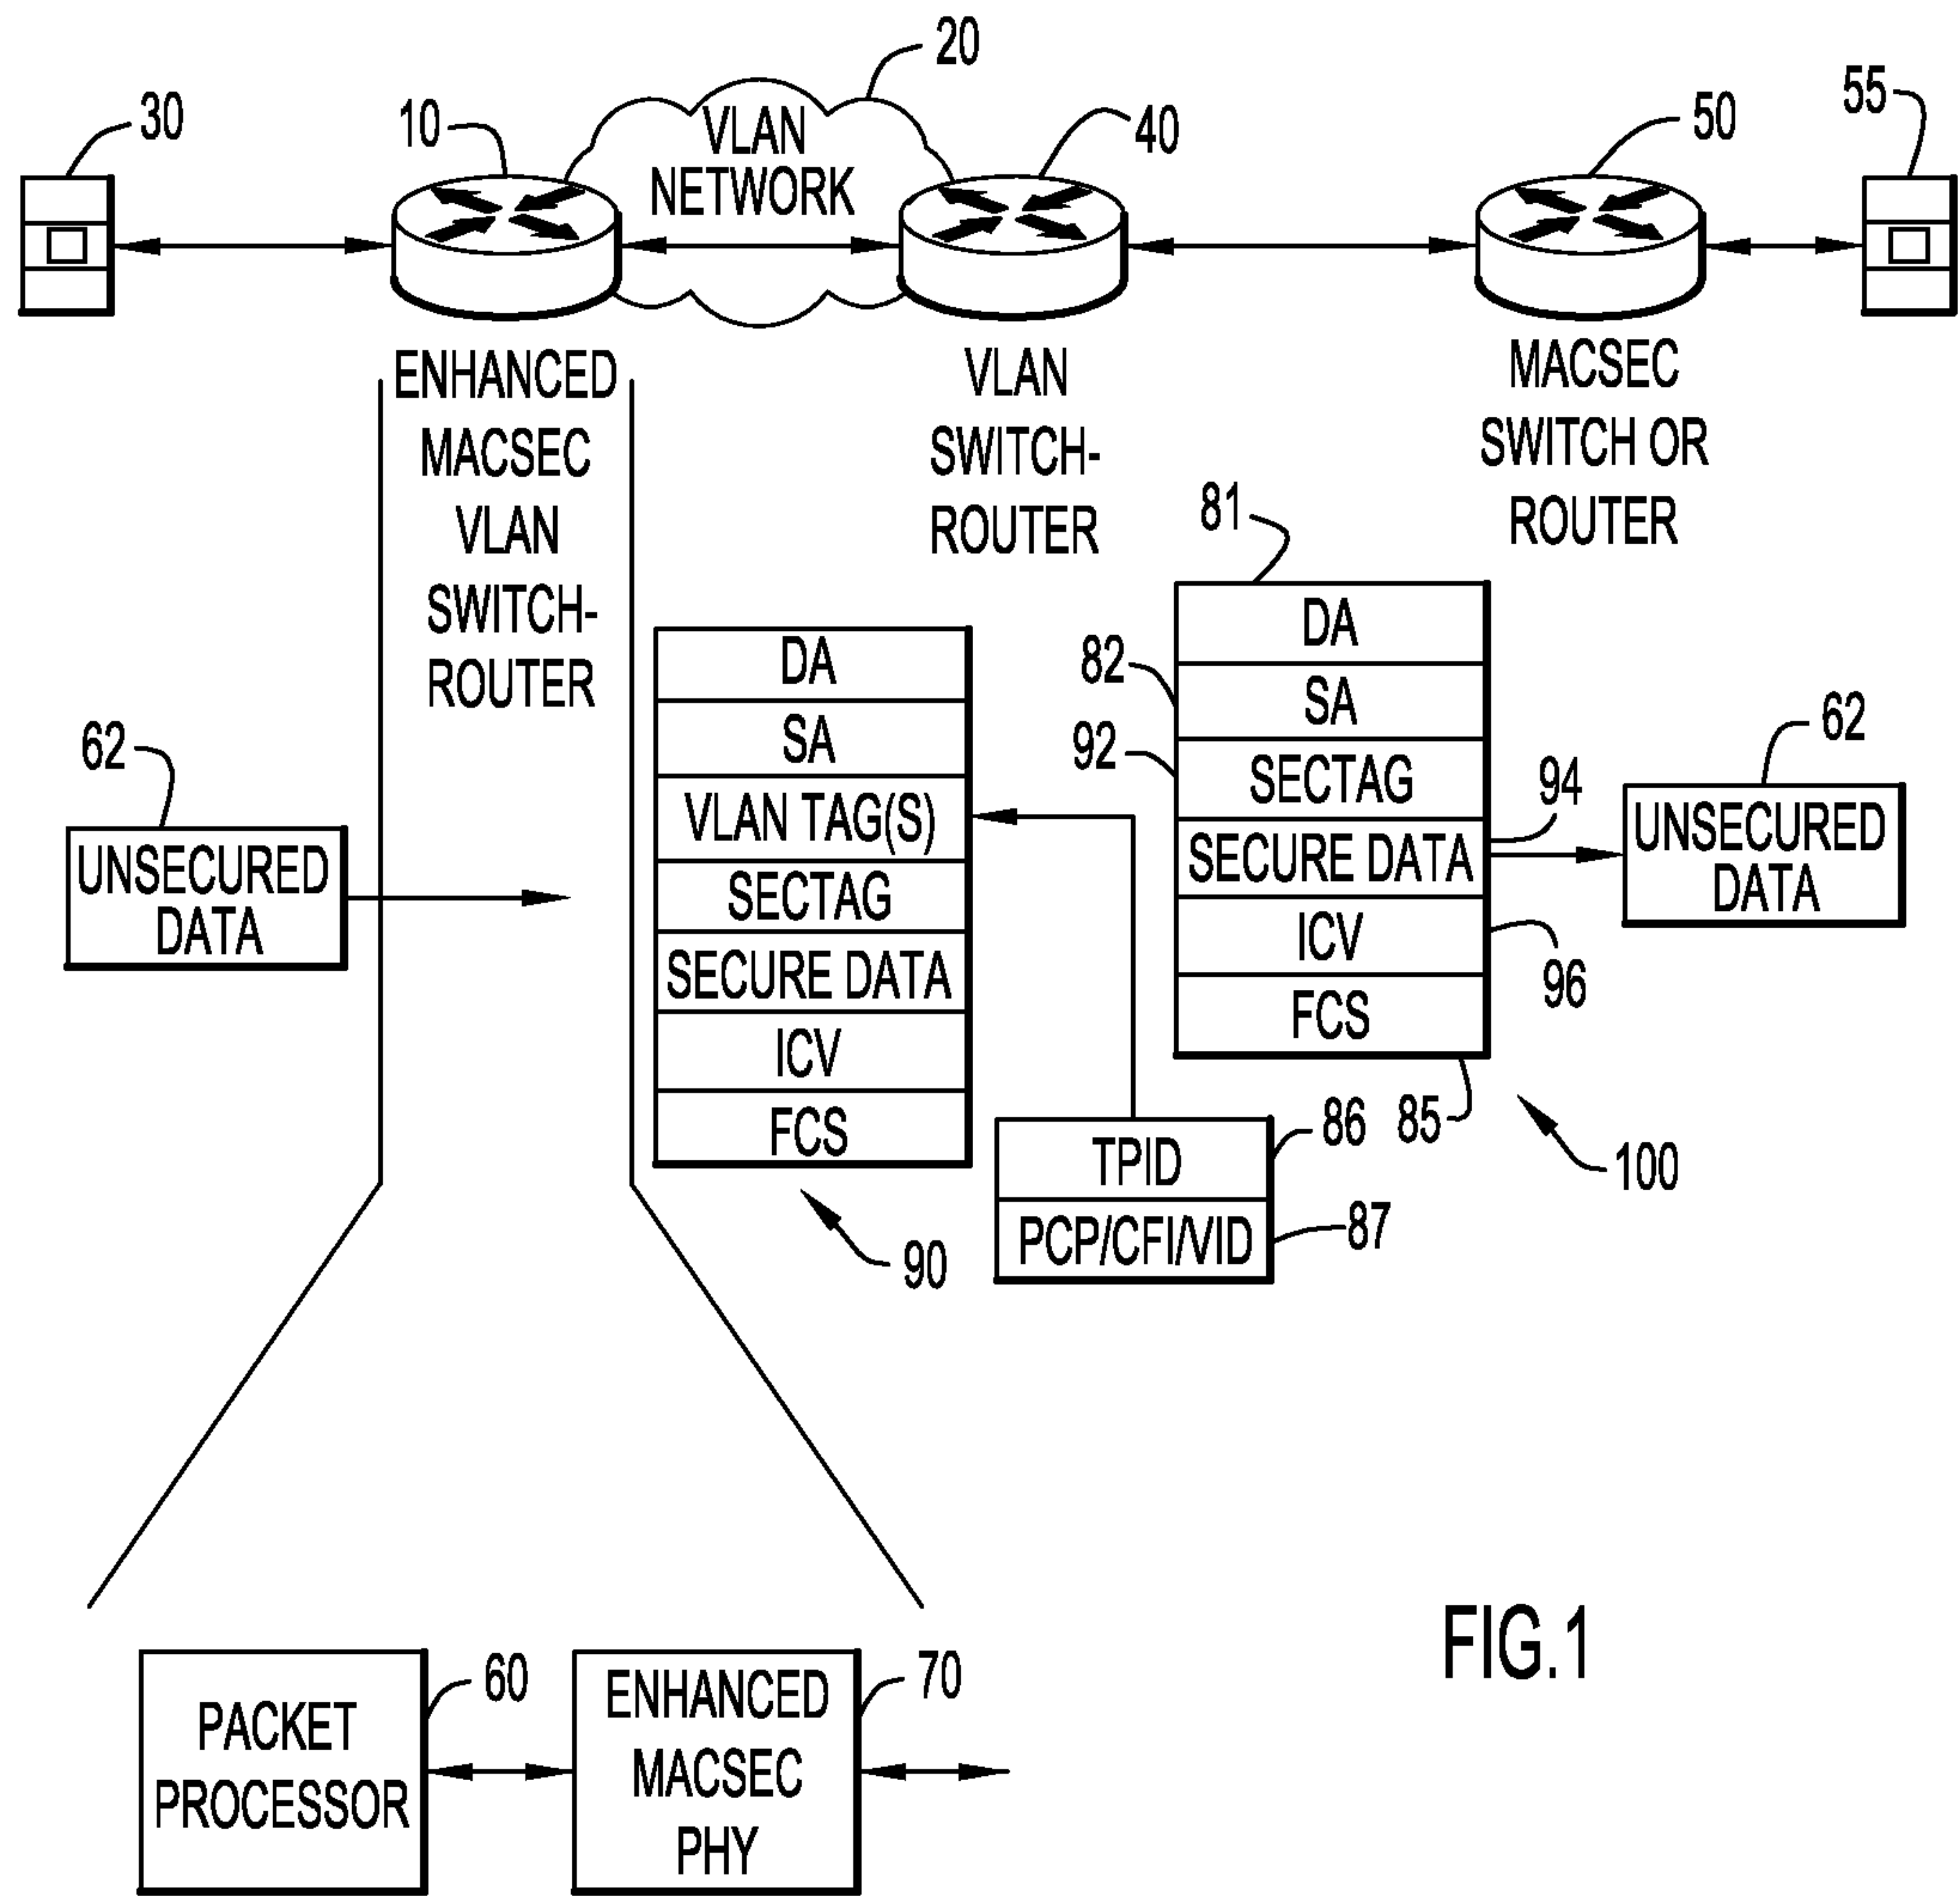 20
30
10
VLAN
NETWORK
40
50
55
ENHANCED
MACSEC
VLAN
SWITCH-
ROUTER
VLAN
SWITCH-
ROUTER
MACSEC
SWITCH OR
ROUTER
62
UNSECURED
DATA
DA
SA
VLAN TAG(S)
SECTAG
SECURE DATA
ICV
FCS
90
81
82
92
DA
SA
SECTAG
SECURE DATA
ICV
FCS
94
96
85
100
62
UNSECURED
DATA
TPID
86
PCP/CFI/VID
87
PACKET
PROCESSOR
60
ENHANCED
MACSEC
PHY
70
FIG.1